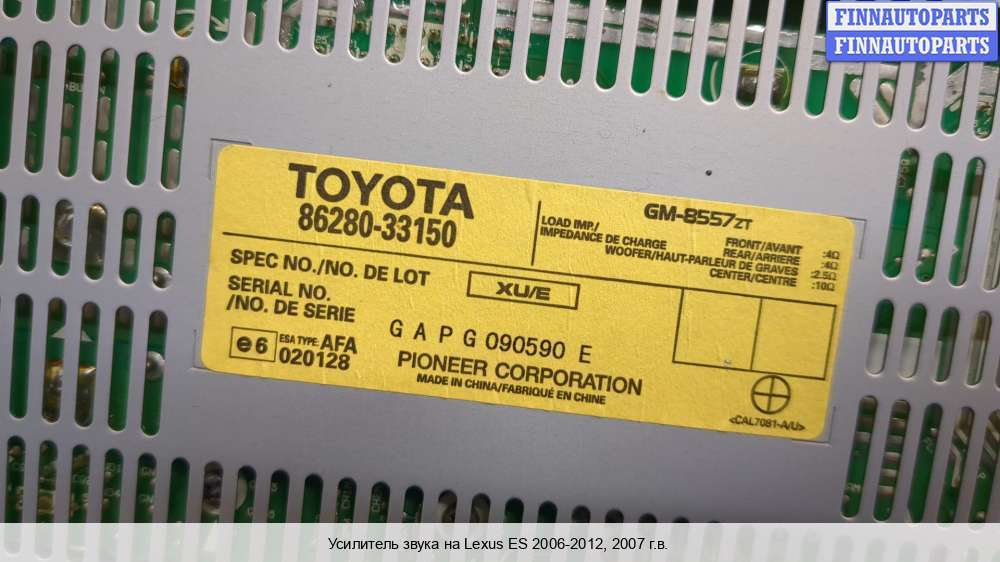 FINNAUTOPARTS
FINNAUTOPARTS
TOYOTA
86280-33150
GM-8557ZT
LOAD IMP./
IMPEDANCE DE CHARGE
FRONT/AVANT :4Ω
REAR/ARRIERE :4Ω
WOOFER/HAUT-PARLEUR DE GRAVES :2.5Ω
CENTER/CENTRE :10Ω
SPEC NO./NO. DE LOT
XU/E
SERIAL NO.
/NO. DE SERIE
G A P G 090590 E
e6
ESA TYPE: AFA
020128
PIONEER CORPORATION
MADE IN CHINA/FABRIQUÉ EN CHINE
<CAL7081-A/U>
Усилитель звука на Lexus ES 2006-2012, 2007 г.в.